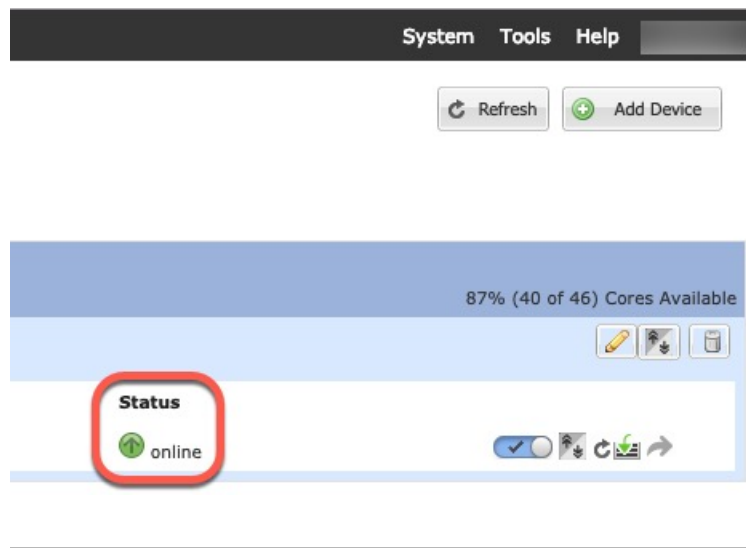 System Tools Help
Refresh Add Device
87% (40 of 46) Cores Available
Status
online